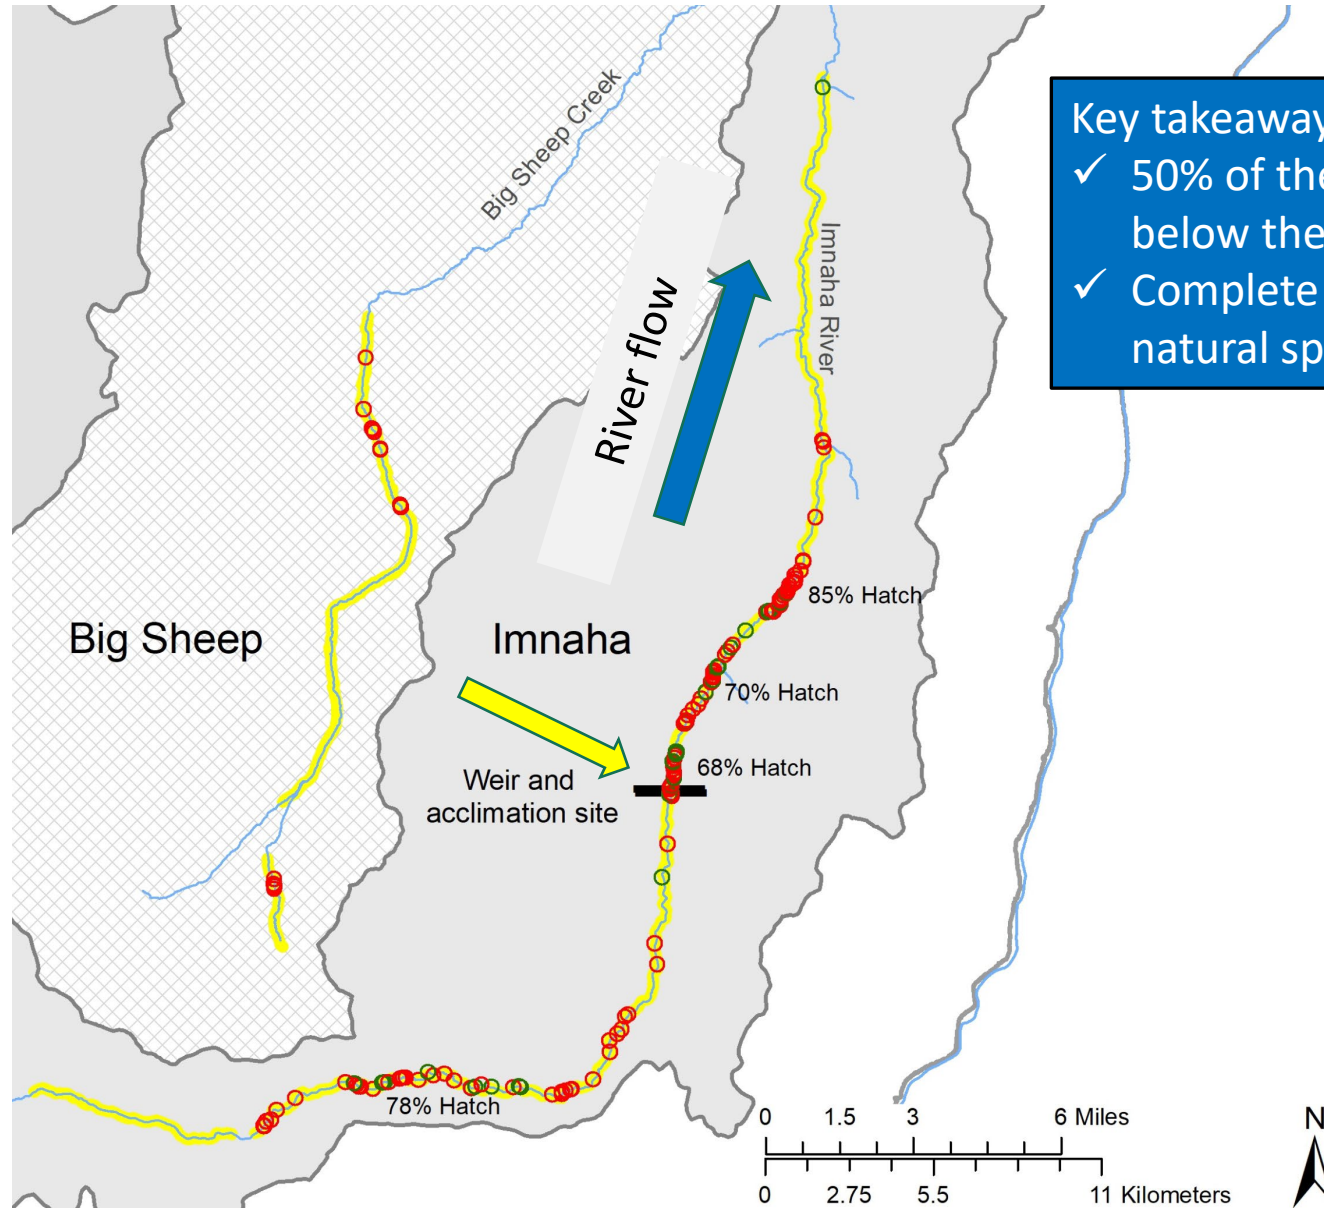 Big Sheep Creek
Key takeaway
✓ 50% of the
below the
✓ Complete
natural sp
Imnaha River
River flow
85% Hatch
Big Sheep
Imnaha
70% Hatch
68% Hatch
Weir and
acclimation site
78% Hatch
0 1.5 3 6 Miles
0 2.75 5.5 11 Kilometers
N